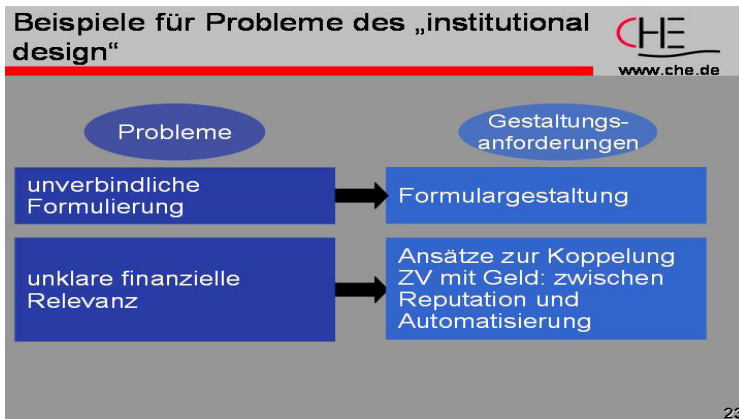 Beispiele für Probleme des „institutional
design“
CHE
www.che.de
Probleme
Gestaltungs-
anforderungen
unverbindliche
Formulierung
Formulargestaltung
unklare finanzielle
Relevanz
Ansätze zur Koppelung
ZV mit Geld: zwischen
Reputation und
Automatisierung
23